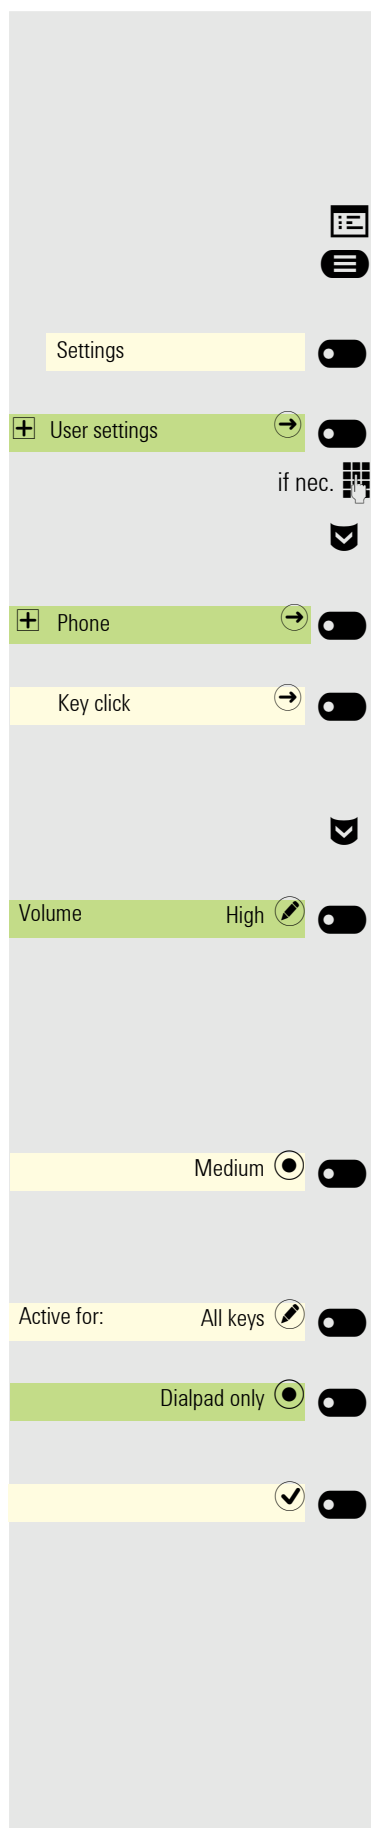 Settings
User settings
if nec.
Phone
Key click
Volume High
Medium
Active for: All keys
Dialpad only